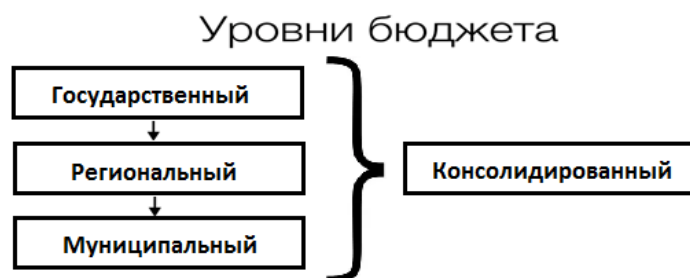 Уровни бюджета
Государственный
Региональный
Консолидированный
Муниципальный